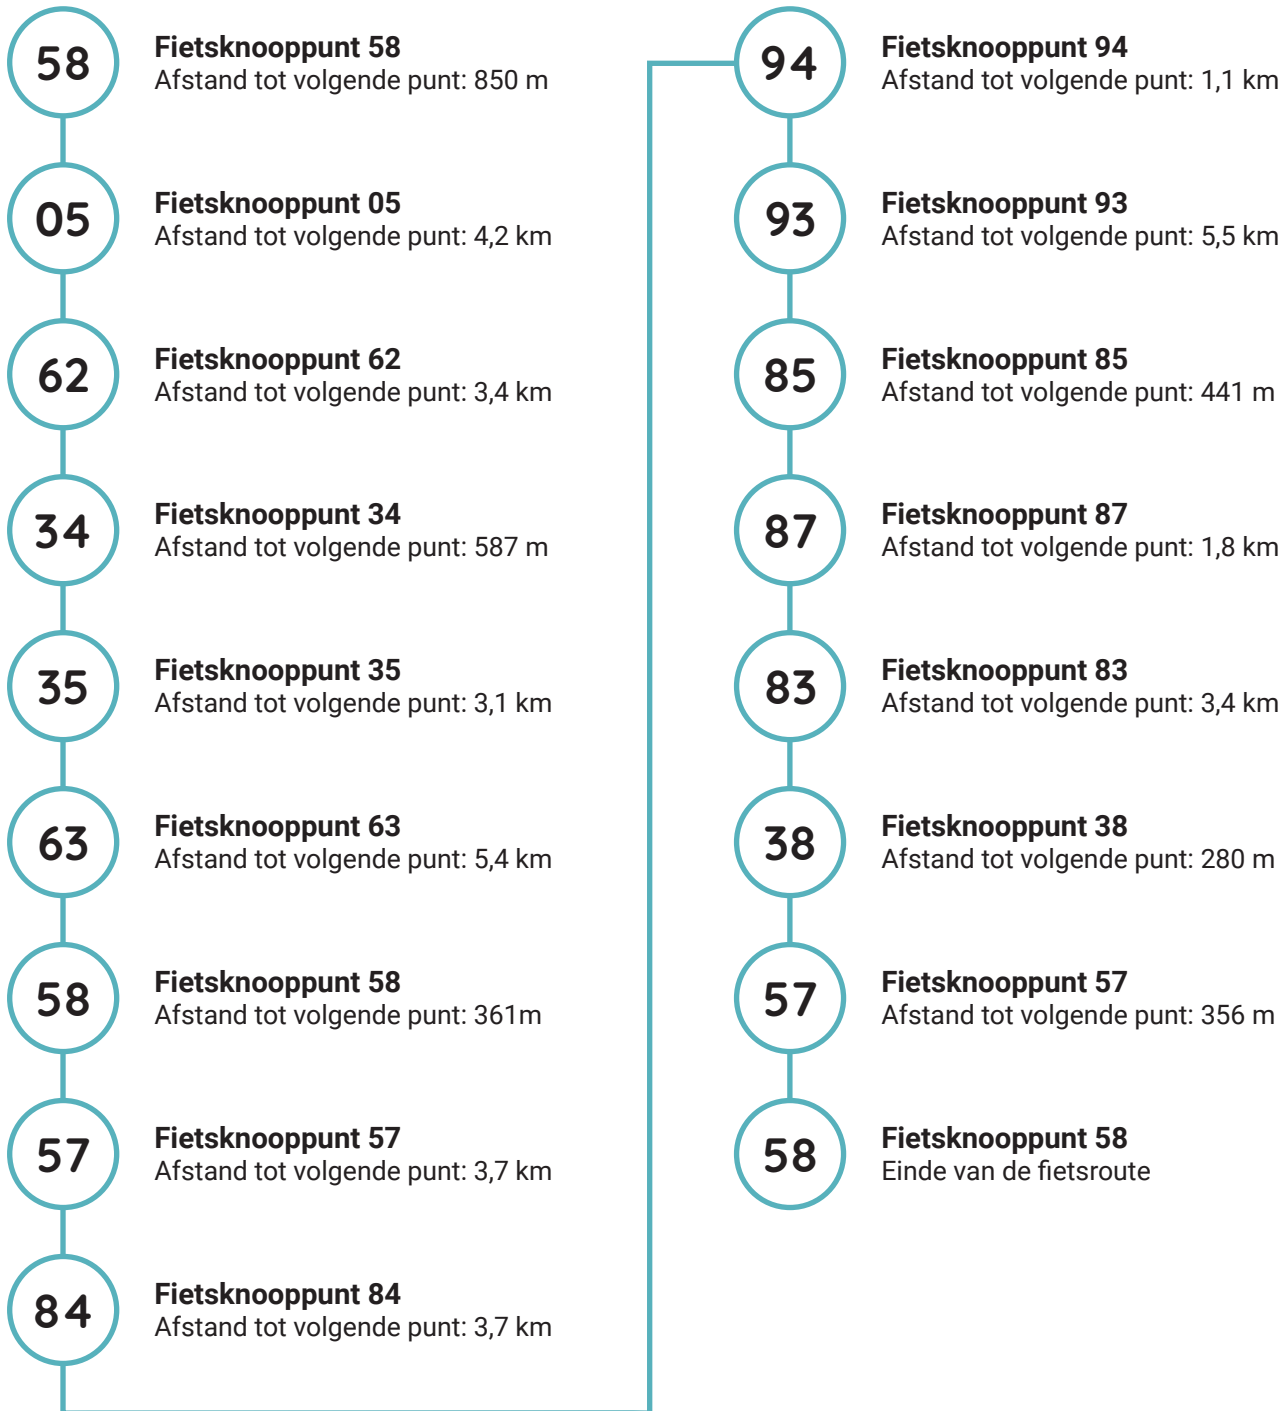 58
Fietsknooppunt 58
Afstand tot volgende punt: 850 m
05
Fietsknooppunt 05
Afstand tot volgende punt: 4,2 km
62
Fietsknooppunt 62
Afstand tot volgende punt: 3,4 km
34
Fietsknooppunt 34
Afstand tot volgende punt: 587 m
35
Fietsknooppunt 35
Afstand tot volgende punt: 3,1 km
63
Fietsknooppunt 63
Afstand tot volgende punt: 5,4 km
58
Fietsknooppunt 58
Afstand tot volgende punt: 361m
57
Fietsknooppunt 57
Afstand tot volgende punt: 3,7 km
84
Fietsknooppunt 84
Afstand tot volgende punt: 3,7 km
94
Fietsknooppunt 94
Afstand tot volgende punt: 1,1 km
93
Fietsknooppunt 93
Afstand tot volgende punt: 5,5 km
85
Fietsknooppunt 85
Afstand tot volgende punt: 441 m
87
Fietsknooppunt 87
Afstand tot volgende punt: 1,8 km
83
Fietsknooppunt 83
Afstand tot volgende punt: 3,4 km
38
Fietsknooppunt 38
Afstand tot volgende punt: 280 m
57
Fietsknooppunt 57
Afstand tot volgende punt: 356 m
58
Fietsknooppunt 58
Einde van de fietsroute